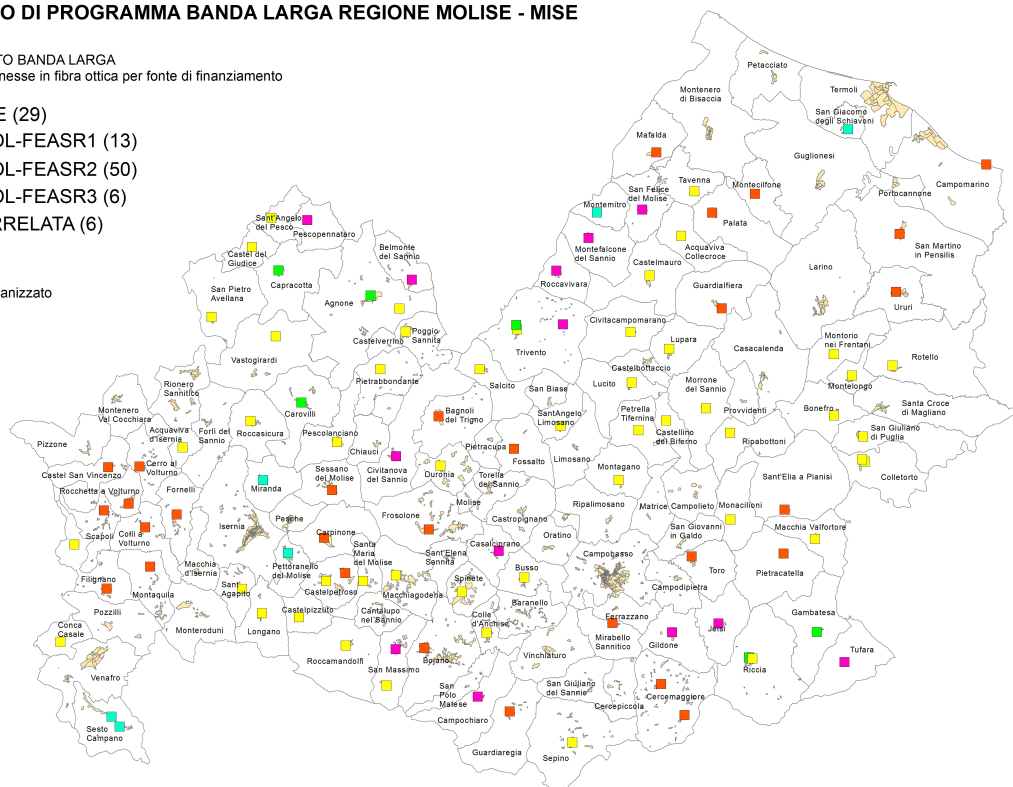 O DI PROGRAMMA BANDA LARGA REGIONE MOLISE - MISE
TO BANDA LARGA
nesse in fibra ottica per fonte di finanziamento
E (29)
OL-FEASR1 (13)
OL-FEASR2 (50)
OL-FEASR3 (6)
RRELATA (6)
anizzato
Petacciato
Montenero
di Bisaccia
Termoli
San Giacomo
degli Schiavoni
Mafalda
Guglionesi
Campomarino
Portocannone
San Felice
del Molise
Tavenna
Montecilfone
Montemitro
Palata
Sant'Angelo
del Pesco
Pescopennataro
Belmonte
del Sannio
Castel del
Giudice
Capracotta
Montefalcone
del Sannio
Acquaviva
Collecroce
San Martino
in Pensilis
Larino
Castelmauro
Roccavivara
Guardialfiera
San Pietro
Avellana
Agnone
Ururi
Civitacampomarano
Poggio
Sannita
Castelverrino
Lupara
Casacalenda
Montorio
nei Frentani
Rotello
Trivento
Vastogirardi
Castelbottaccio
Pietrabbondante
Salcito
San Biase
Lucito
Morrone
del Sannio
Montelongo
Rionero
Sannitico
Santa Croce
di Magliano
Montenero
Val Cocchiara
Carovilli
Bagnoli
del Trigno
SantAngelo
Limosano
Petrella
Tifernina
Provvidenti
Bonefro
San Giuliano
di Puglia
Acquaviva
d'Isernia
Forlì del
Sannio
Roccasicura
Pescolanciano
Castellino
del Biferno
Ripabottoni
Pizzone
Chiauci
Pietracupa
Fossalto
Limosano
Montagano
Cerro al
Volturno
Castel San Vincenzo
Sessano
del Molise
Civitanova
del Sannio
Duronia
Torella
del Sannio
Sant'Elia a Pianisi
Colletorto
Rocchetta a Volturno
Fornelli
Miranda
Molise
Ripalimosani
Matrice
Campolieto
Monacilioni
Frosolone
Castropignano
Pesche
Isernia
Carpinone
Oratino
San Giovanni
in Galdo
Macchia Valfortore
Scapoli
Colli a
Volturno
Santa
Maria
del Molise
Casalciprano
Campobasso
Sant'Elena
Sannita
Macchia
d'Isernia
Pettoranello
del Molise
Busso
Toro
Pietracatella
Filignano
Montaquila
Sant'
Agapito
Castelpetroso
Macchiagodena
Spinete
Campodipietra
Pozzilli
Castelpizzuto
Cantalupo
nel Sannio
Baranello
Gambatesa
Conca
Casale
Monteroduni
Longano
Colle
d'Anchise
Ferrazzano
Jelsi
Mirabello
Sannitico
Gildone
Tufara
Roccamandolfi
Bojano
Vinchiaturo
Riccia
Venafro
San Massimo
San
Polo
Matese
San Giuliano
del Sannio
Cercemaggiore
Cercepiccola
Campochiaro
Sesto
Campano
Guardiaregia
Sepino